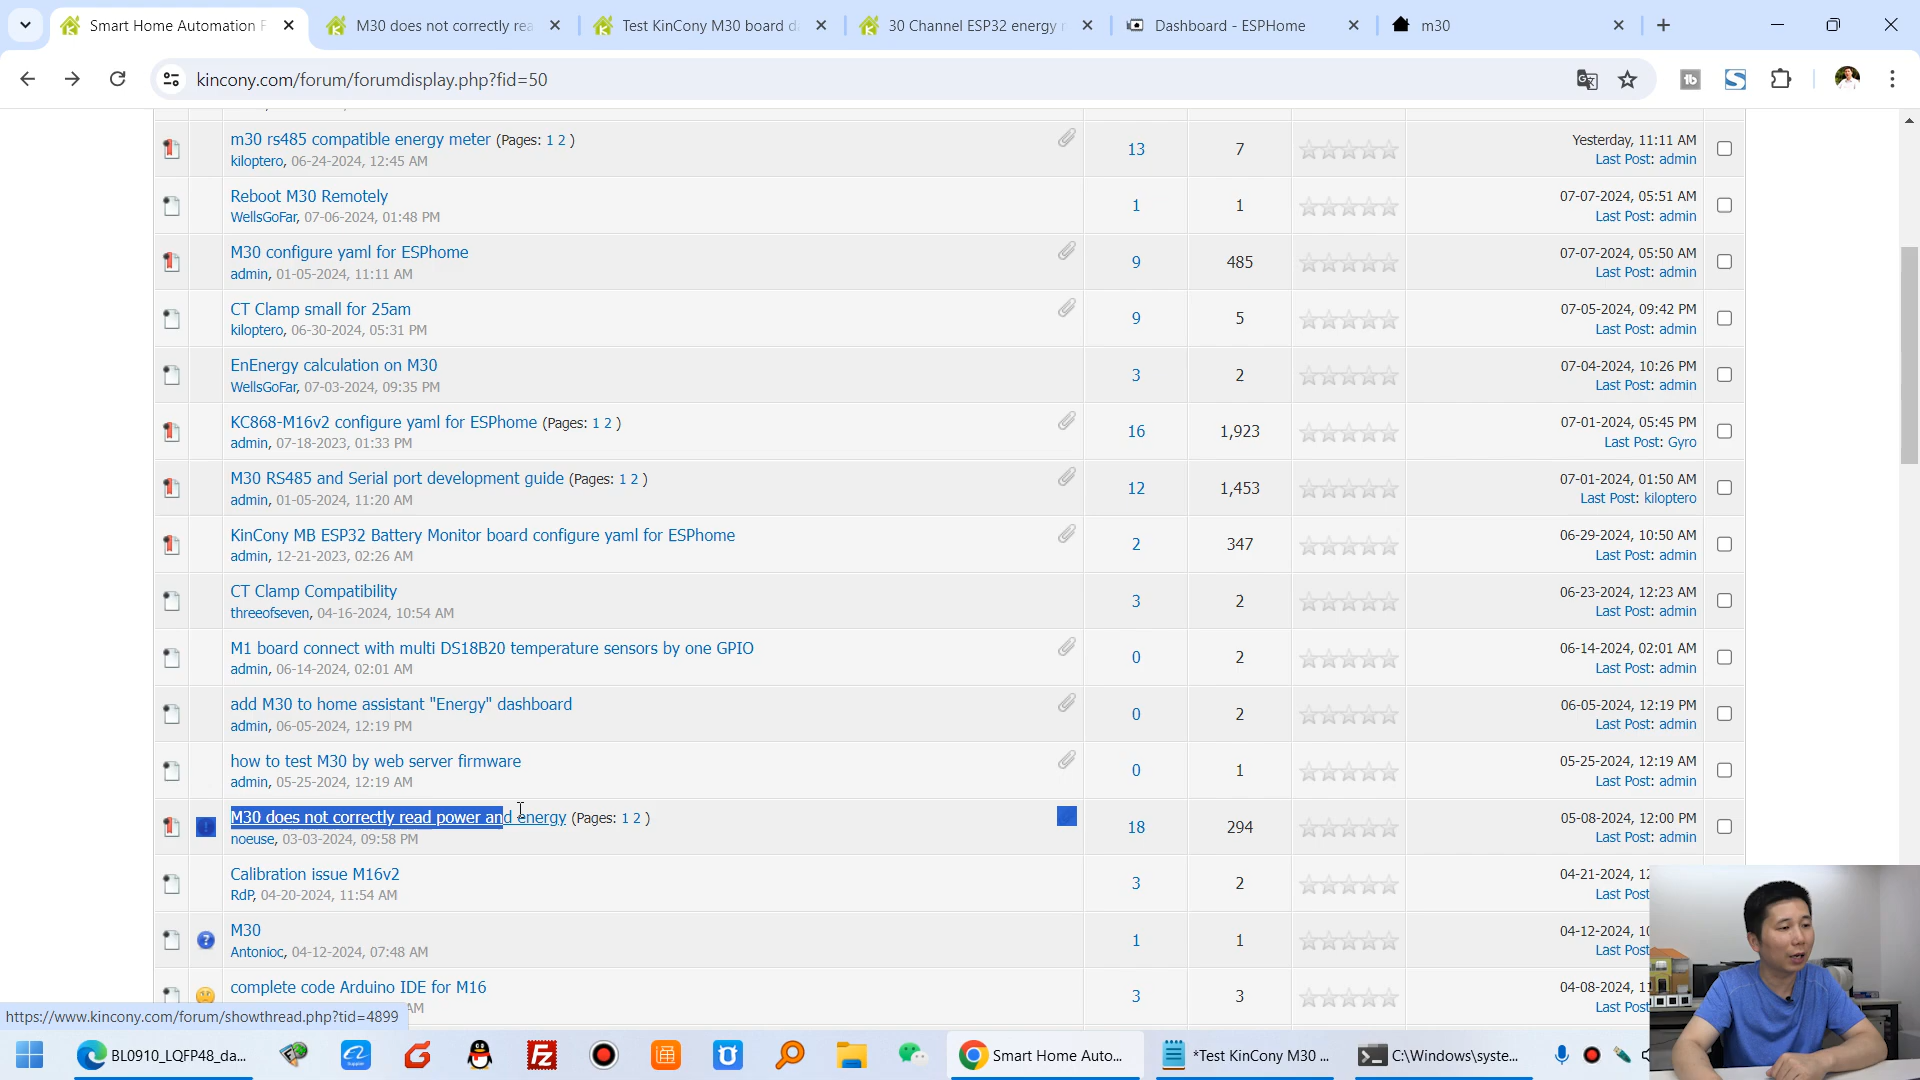 Smart Home Automation F
M30 does not correctly rea
Test KinCony M30 board d
30 Channel ESP32 energy
Dashboard - ESPHome
m30
kincony.com/forum/forumdisplay.php?fid=50
m30 rs485 compatible energy meter (Pages: 1 2 )
kiloptero, 06-24-2024, 12:45 AM
13
7
Yesterday, 11:11 AM
Last Post: admin
Reboot M30 Remotely
WellsGoFar, 07-06-2024, 01:48 PM
1
1
07-07-2024, 05:51 AM
Last Post: admin
M30 configure yaml for ESPhome
admin, 01-05-2024, 11:11 AM
9
485
07-07-2024, 05:50 AM
Last Post: admin
CT Clamp small for 25am
kiloptero, 06-30-2024, 05:31 PM
9
5
07-05-2024, 09:42 PM
Last Post: admin
EnEnergy calculation on M30
WellsGoFar, 07-03-2024, 09:35 PM
3
2
07-04-2024, 10:26 PM
Last Post: admin
KC868-M16v2 configure yaml for ESPhome (Pages: 1 2 )
admin, 07-18-2023, 01:33 PM
16
1,923
07-01-2024, 05:45 PM
Last Post: Gyro
M30 RS485 and Serial port development guide (Pages: 1 2 )
admin, 01-05-2024, 11:20 AM
12
1,453
07-01-2024, 01:50 AM
Last Post: kiloptero
KinCony MB ESP32 Battery Monitor board configure yaml for ESPhome
admin, 12-21-2023, 02:26 AM
2
347
06-29-2024, 10:50 AM
Last Post: admin
CT Clamp Compatibility
threeofseven, 04-16-2024, 10:54 AM
3
2
06-23-2024, 12:23 AM
Last Post: admin
M1 board connect with multi DS18B20 temperature sensors by one GPIO
admin, 06-14-2024, 02:01 AM
0
2
06-14-2024, 02:01 AM
Last Post: admin
add M30 to home assistant "Energy" dashboard
admin, 06-05-2024, 12:19 PM
0
2
06-05-2024, 12:19 PM
Last Post: admin
how to test M30 by web server firmware
admin, 05-25-2024, 12:19 AM
0
1
05-25-2024, 12:19 AM
Last Post: admin
M30 does not correctly read power and energy (Pages: 1 2 )
noeuse, 03-03-2024, 09:58 PM
18
294
05-08-2024, 12:00 PM
Last Post: admin
Calibration issue M16v2
RdP, 04-20-2024, 11:54 AM
3
2
04-21-2024, 12
Last Post
M30
Antonioc, 04-12-2024, 07:48 AM
1
1
04-12-2024, 10
Last Post
complete code Arduino IDE for M16
AM
3
3
04-08-2024, 11
Last Post
https://www.kincony.com/forum/showthread.php?tid=4899
BL0910_LQFP48_da...
Smart Home Auto...
*Test KinCony M30 ...
C:\Windows\syste...